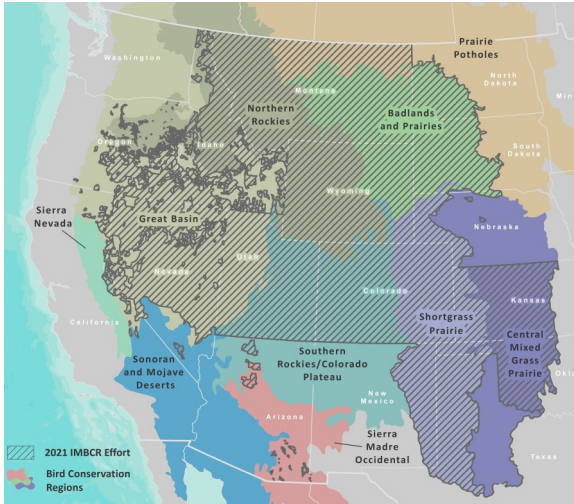 Washington
Prairie
Potholes
North
Dakota
Min
Montana
Northern
Rockies
Badlands
and Prairies
Oregon
Idaho
South
Dakota
Wyoming
Sierra
Nevada
Great Basin
Nebraska
Utah
Nevada
Colorado
Kansas
Shortgrass
Prairie
California
Central
Mixed
Grass
Prairie
Sonoran
and Mojave
Deserts
Southern
Rockies/Colorado
Plateau
Okla
New
Mexico
Arizona
Sierra
Madre
Occidental
Texas
2021 IMBCR Effort
Bird Conservation
Regions